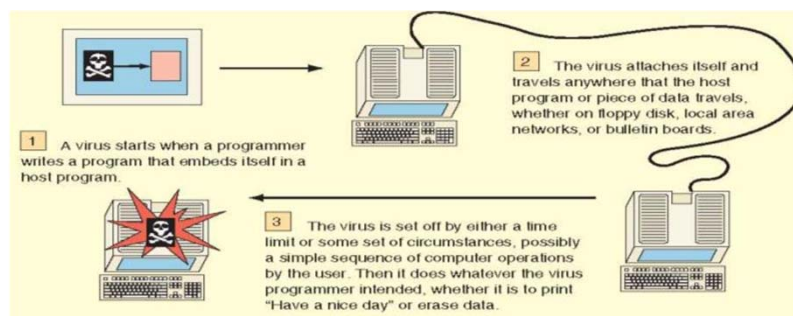 1 A virus starts when a programmer
writes a program that embeds itself in a
host program.
2 The virus attaches itself and
travels anywhere that the host
program or piece of data travels,
whether on floppy disk, local area
networks, or bulletin boards.
3 The virus is set off by either a time
limit or some set of circumstances, possibly
a simple sequence of computer operations
by the user. Then it does whatever the virus
programmer intended, whether it is to print
“Have a nice day” or erase data.